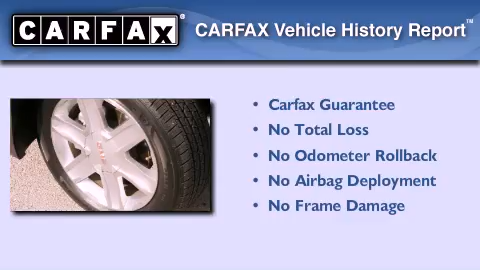 CARFAX® CARFAX Vehicle History Report™
• Carfax Guarantee
• No Total Loss
• No Odometer Rollback
• No Airbag Deployment
• No Frame Damage